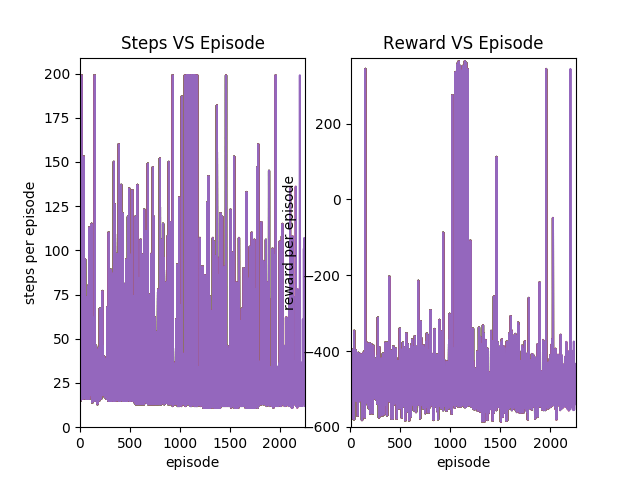 Steps VS Episode
steps per episode
200
175
150
125
100
75
50
25
0
0 500 1000 1500 2000
episode
Reward VS Episode
reward per episode
200
0
−200
−400
−600
0 500 1000 1500 2000
episode